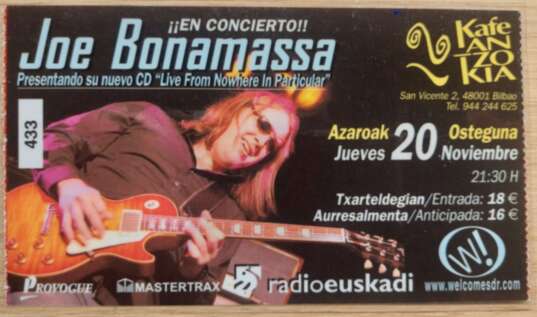 ¡¡EN CONCIERTO!!
Joe Bonamassa
Presentando su nuevo CD "Live From Nowhere In Particular"
Kafe
ANTZO
KIA
San Vicente 2, 48001 Bilbao
Tel. 944 244 625
433
Azaroak 20 Osteguna
Jueves Noviembre
21:30 H
Txarteldegian/Entrada: 18 €
Aurresalmenta/Anticipada: 16 €
W!
PROVOGUE MASTERTRAX radioeuskadi www.welcomesdr.com